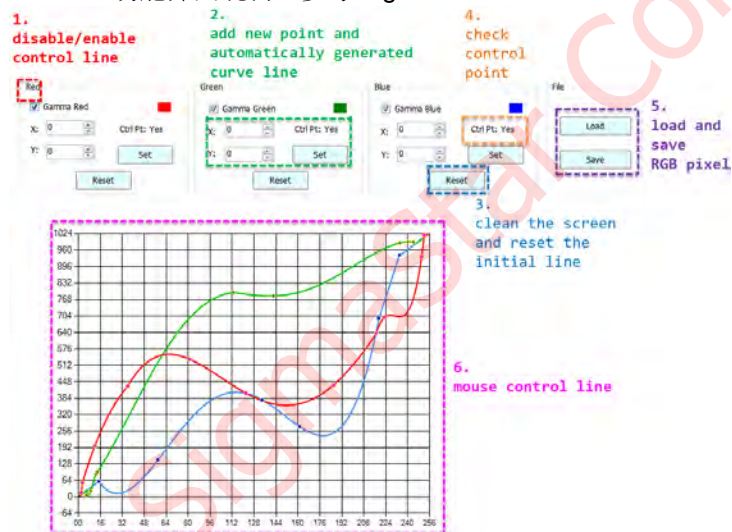 1.
disable/enable
control line
2.
add new point and
automatically generated
curve line
4.
check
control
point
Red
Gamma Red
X: 0
Ctrl Pt: Yes
Y: 0
Set
Reset
Green
Gamma Green
X: 0
Ctrl Pt: Yes
Y: 0
Set
Reset
Blue
Gamma Blue
X: 0
Ctrl Pt: Yes
Y: 0
Set
Reset
File
Load
Save
5.
load and
save
RGB pixel
3.
clean the screen
and reset the
initial line
1024
960
896
832
768
704
640
576
512
448
384
320
256
192
128
64
0
-64
00 16 32 48 64 80 96 112 128 144 160 176 192 208 224 240 256
6.
mouse control line
SigmaStar Con